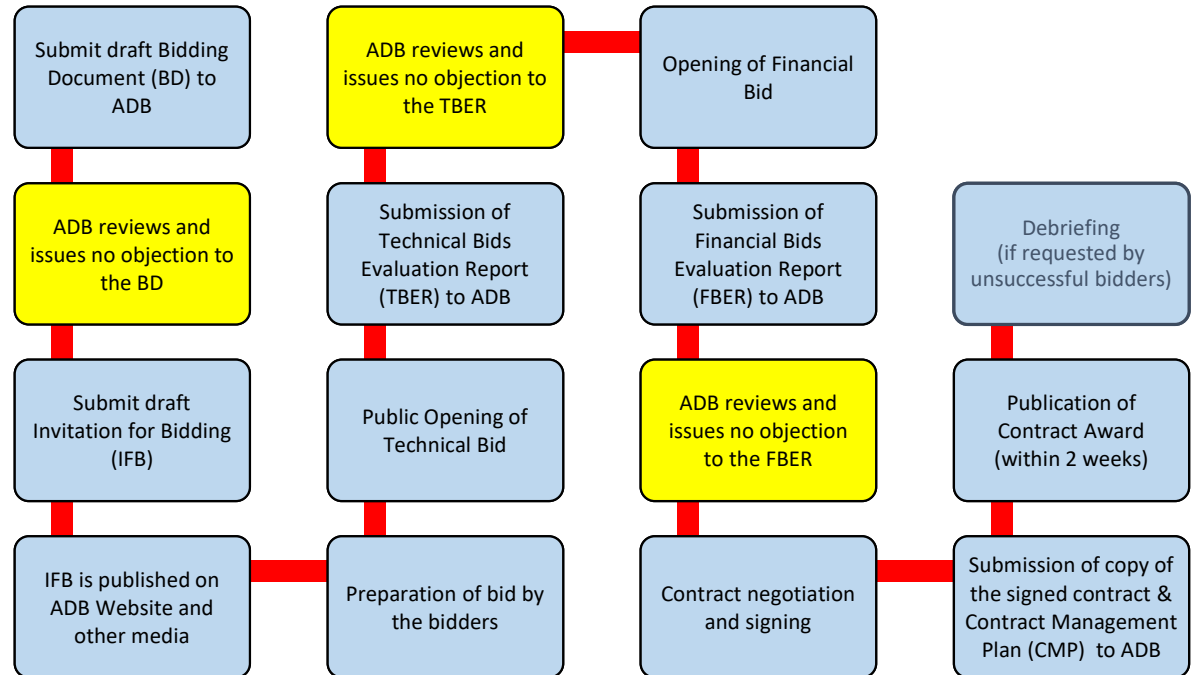 Submit draft Bidding
Document (BD) to
ADB
ADB reviews and
issues no objection to
the BD
Submit draft
Invitation for Bidding
(IFB)
IFB is published on
ADB Website and
other media
Preparation of bid by
the bidders
Public Opening of
Technical Bid
Submission of
Technical Bids
Evaluation Report
(TBER) to ADB
ADB reviews and
issues no objection to
the TBER
Opening of Financial
Bid
Submission of
Financial Bids
Evaluation Report
(FBER) to ADB
ADB reviews and
issues no objection
to the FBER
Contract negotiation
and signing
Submission of copy of
the signed contract &
Contract Management
Plan (CMP) to ADB
Publication of
Contract Award
(within 2 weeks)
Debriefing
(if requested by
unsuccessful bidders)